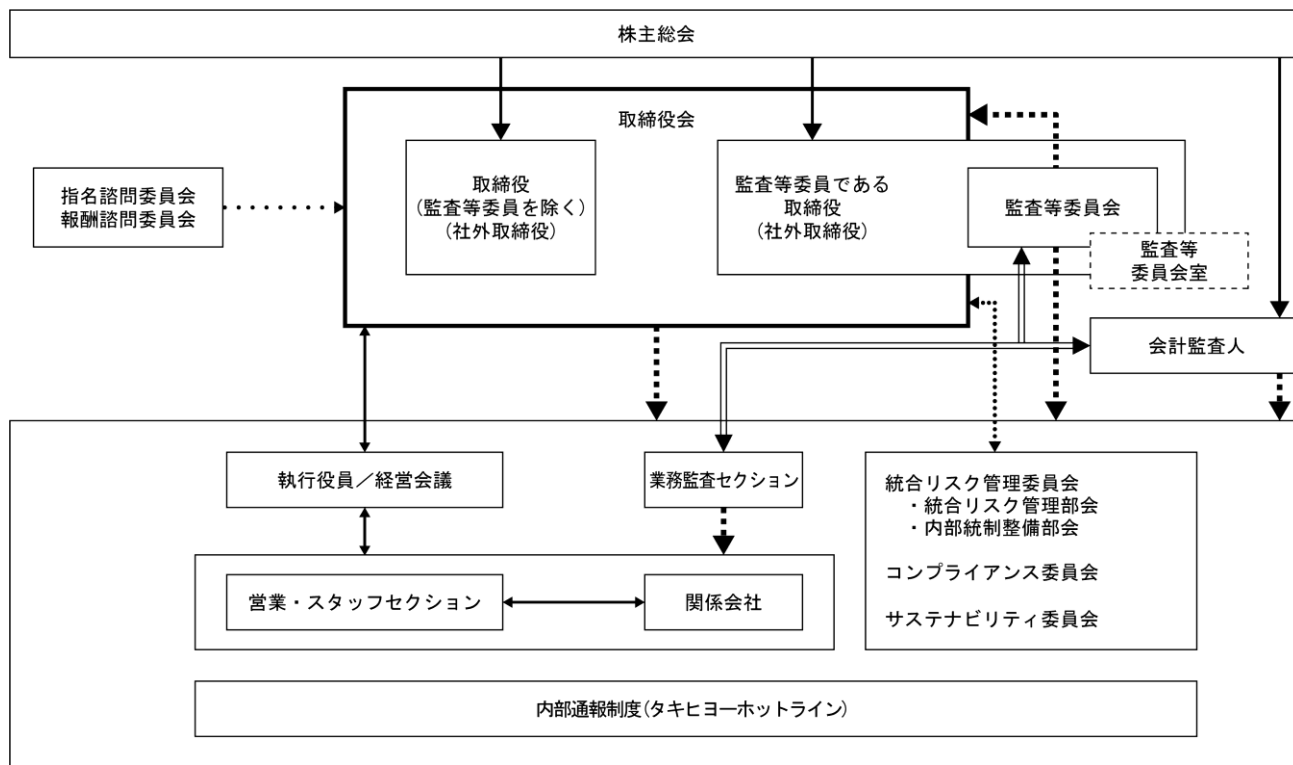 株主総会
取締役会
指名諮問委員会
報酬諮問委員会
取締役
(監査等委員を除く)
(社外取締役)
監査等委員である
取締役
(社外取締役)
監査等委員会
監査等
委員会室
会計監査人
執行役員／経営会議
業務監査セクション
統合リスク管理委員会
・統合リスク管理部会
・内部統制整備部会
コンプライアンス委員会
サステナビリティ委員会
営業・スタッフセクション
関係会社
内部通報制度(タキヒヨーホットライン)